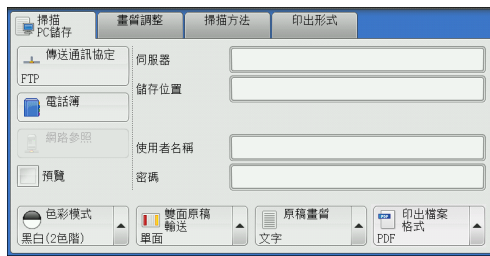 掃描
PC儲存
畫質調整
掃描方法
印出形式
傳送通訊協定
FTP
電話簿
網路參照
預覽
伺服器
儲存位置
使用者名稱
密碼
色彩模式
黑白(2色階)
雙面原稿
輸送
單面
原稿畫質
文字
印出檔案
格式
PDF